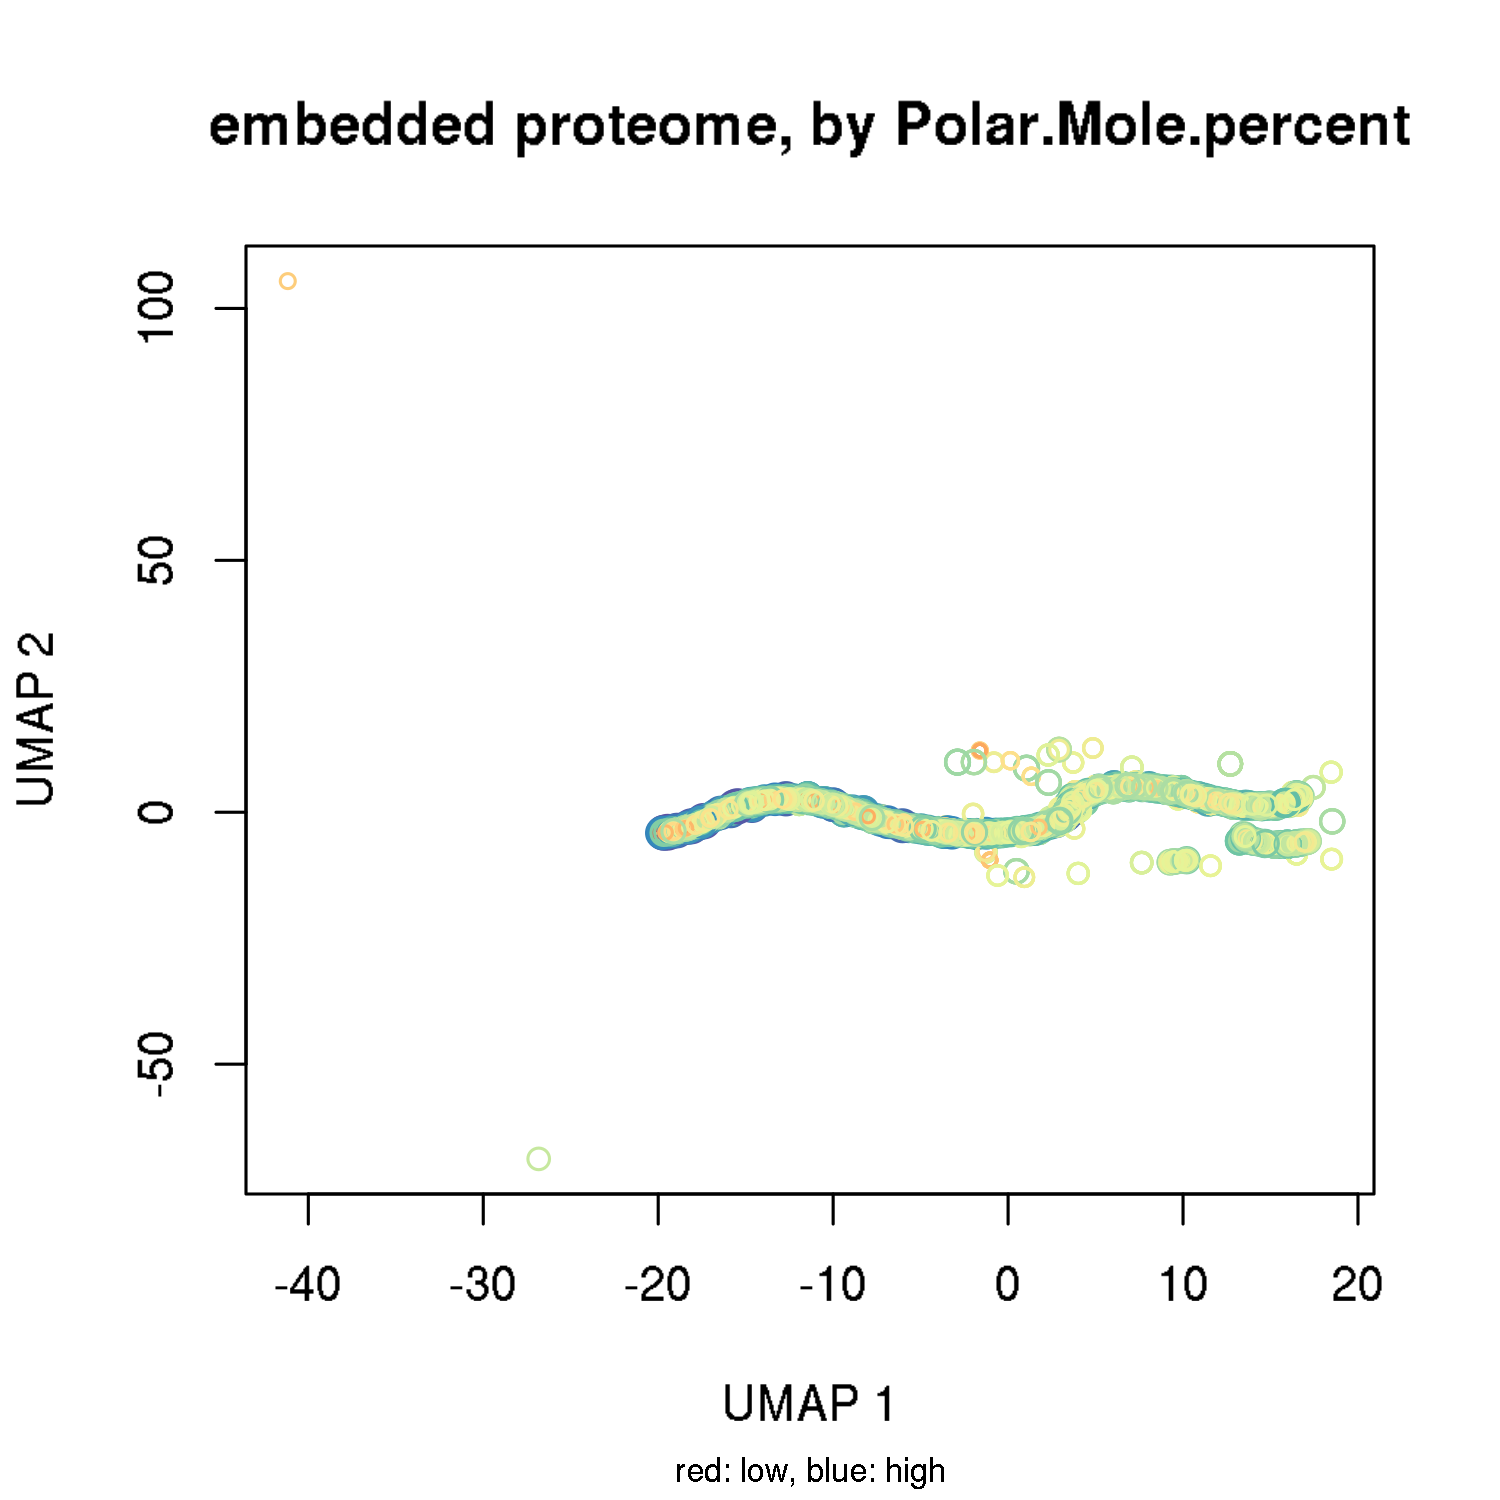 embedded proteome, by Polar.Mole.percent
UMAP 2
100
50
0
-50
-40 -30 -20 -10 0 10 20
UMAP 1
red: low, blue: high